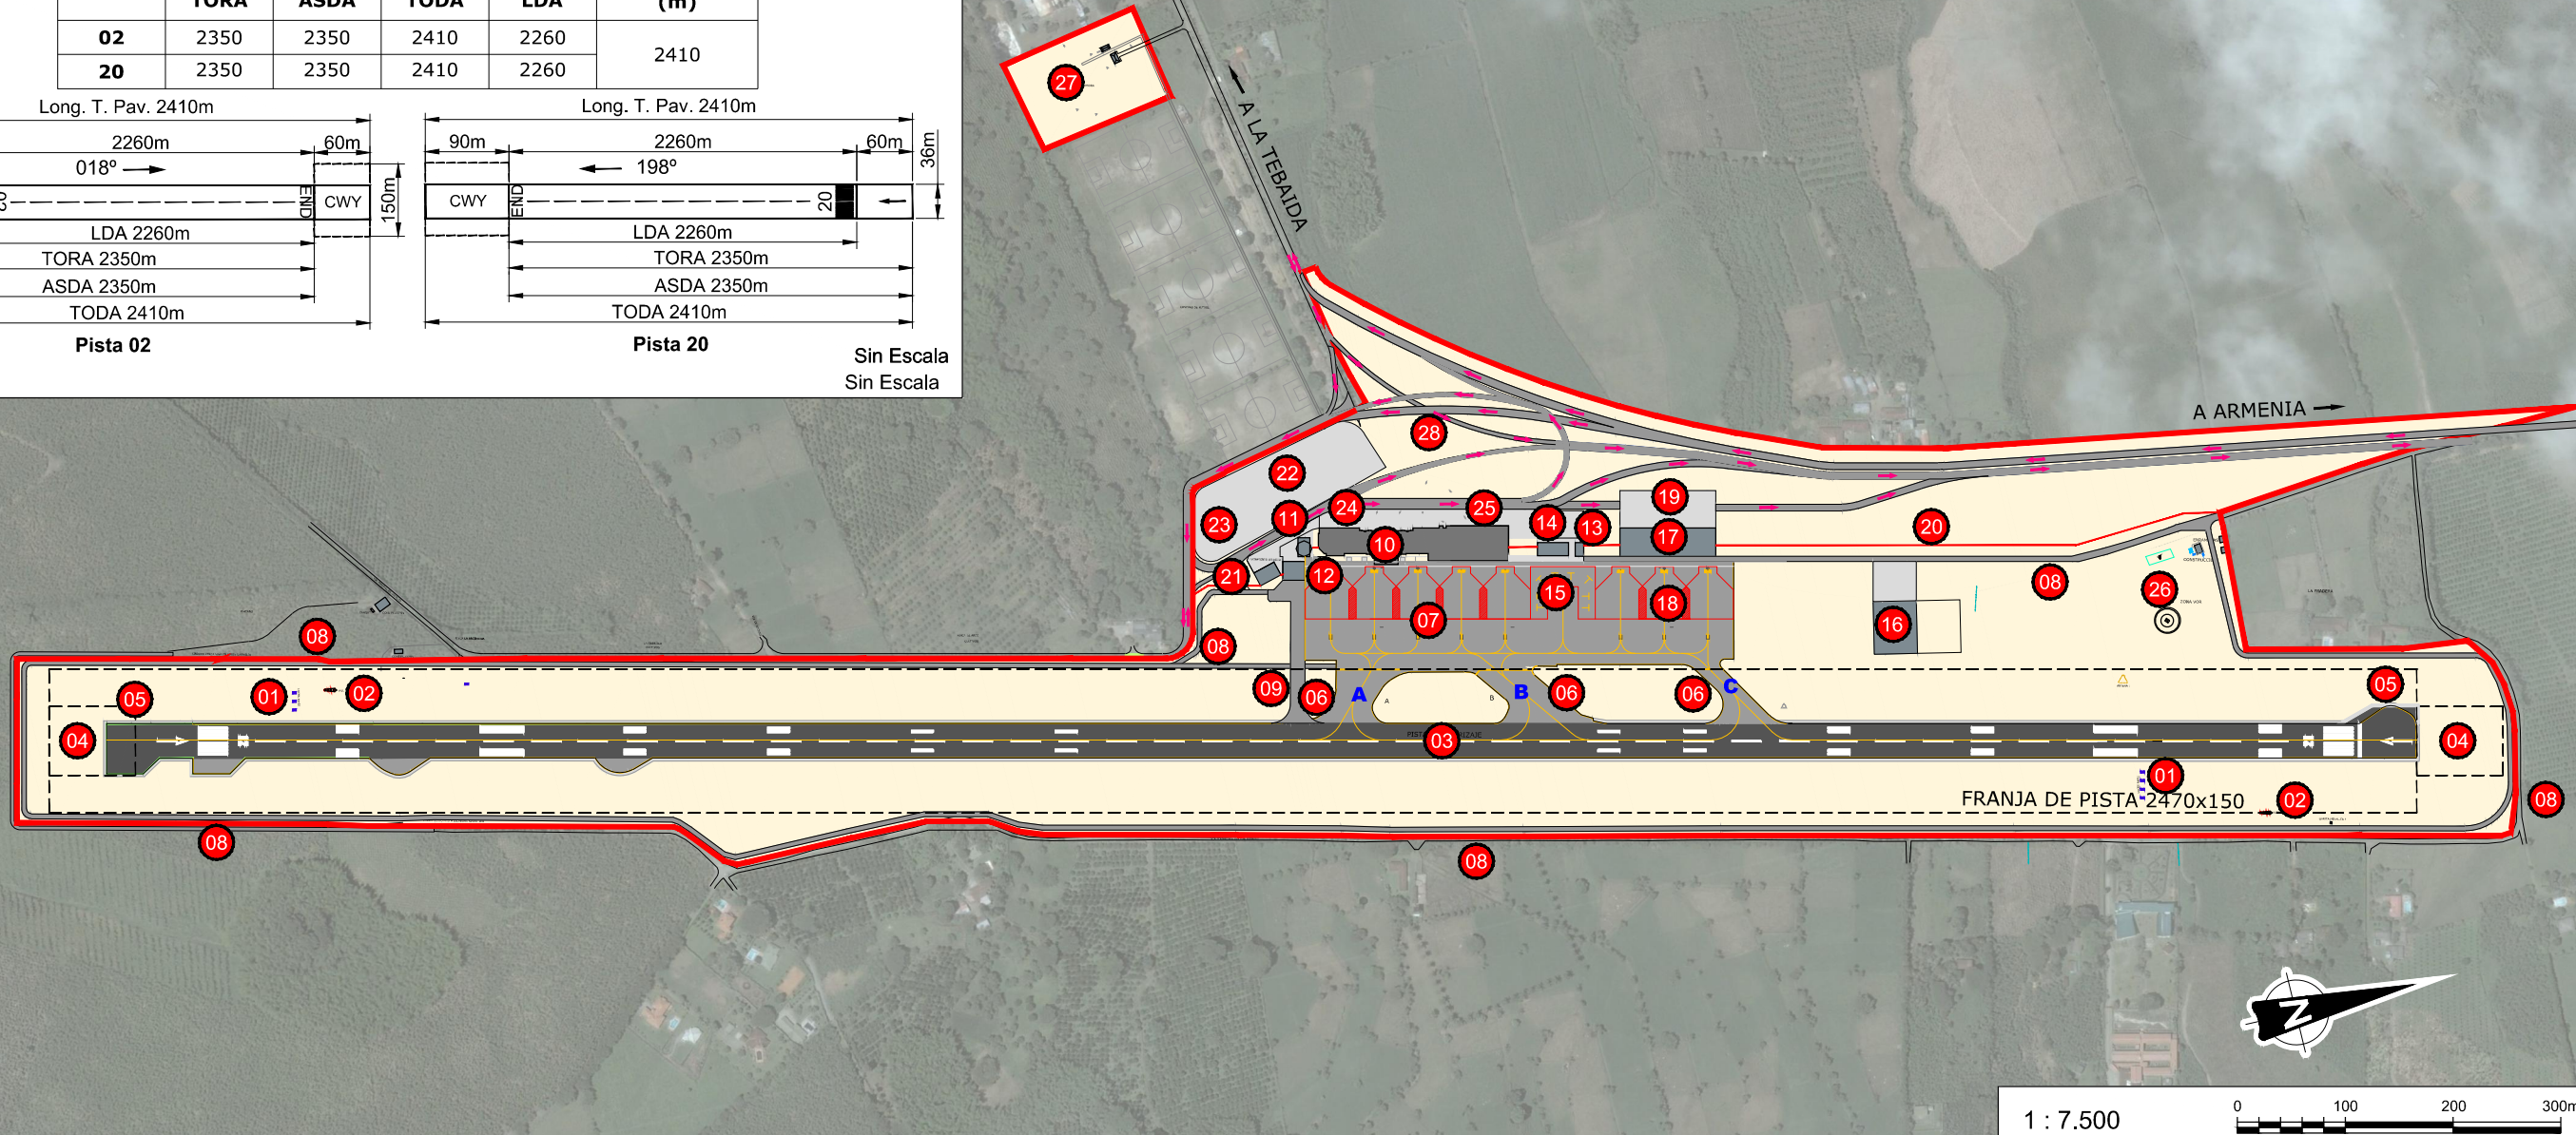 TORA ASDA TODA LDA (m)
02 2350 2350 2410 2260 2410
20 2350 2350 2410 2260
Long. T. Pav. 2410m
2260m 60m
018º
END CWY 150m
LDA 2260m
TORA 2350m
ASDA 2350m
TODA 2410m
Pista 02
Long. T. Pav. 2410m
90m 2260m 60m 36m
198º
CWY END 20
LDA 2260m
TORA 2350m
ASDA 2350m
TODA 2410m
Pista 20
Sin Escala
Sin Escala
27
A LA TEBAIDA
A ARMENIA
28
22
24 25 19
23 11 14 13 17 20
10
21 12 15 18 08 26
07 16
08 08
09 06 A B 06 06 C 05
05 01 02
04 03 04
01
FRANJA DE PISTA 2470x150 02 08
08 08
N
1 : 7.500
0 100 200 300m